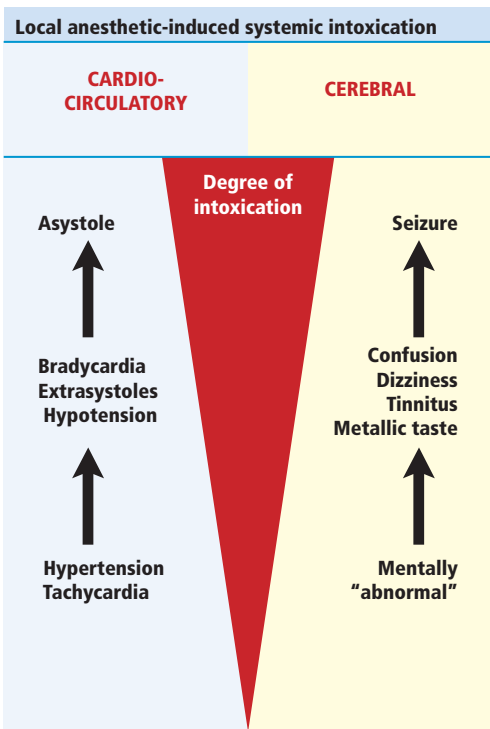 Local anesthetic-induced systemic intoxication
CARDIO-
CIRCULATORY
CEREBRAL
Degree of
intoxication
Asystole
Bradycardia
Extrasystoles
Hypotension
Hypertension
Tachycardia
Seizure
Confusion
Dizziness
Tinnitus
Metallic taste
Mentally
“abnormal”